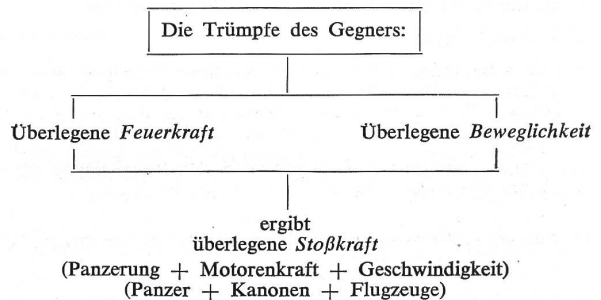 Die Trümpfe des Gegners:
Überlegene Feuerkraft Überlegene Beweglichkeit
ergibt
überlegene Stoßkraft
(Panzerung + Motorenkraft + Geschwindigkeit)
(Panzer + Kanonen + Flugzeuge)